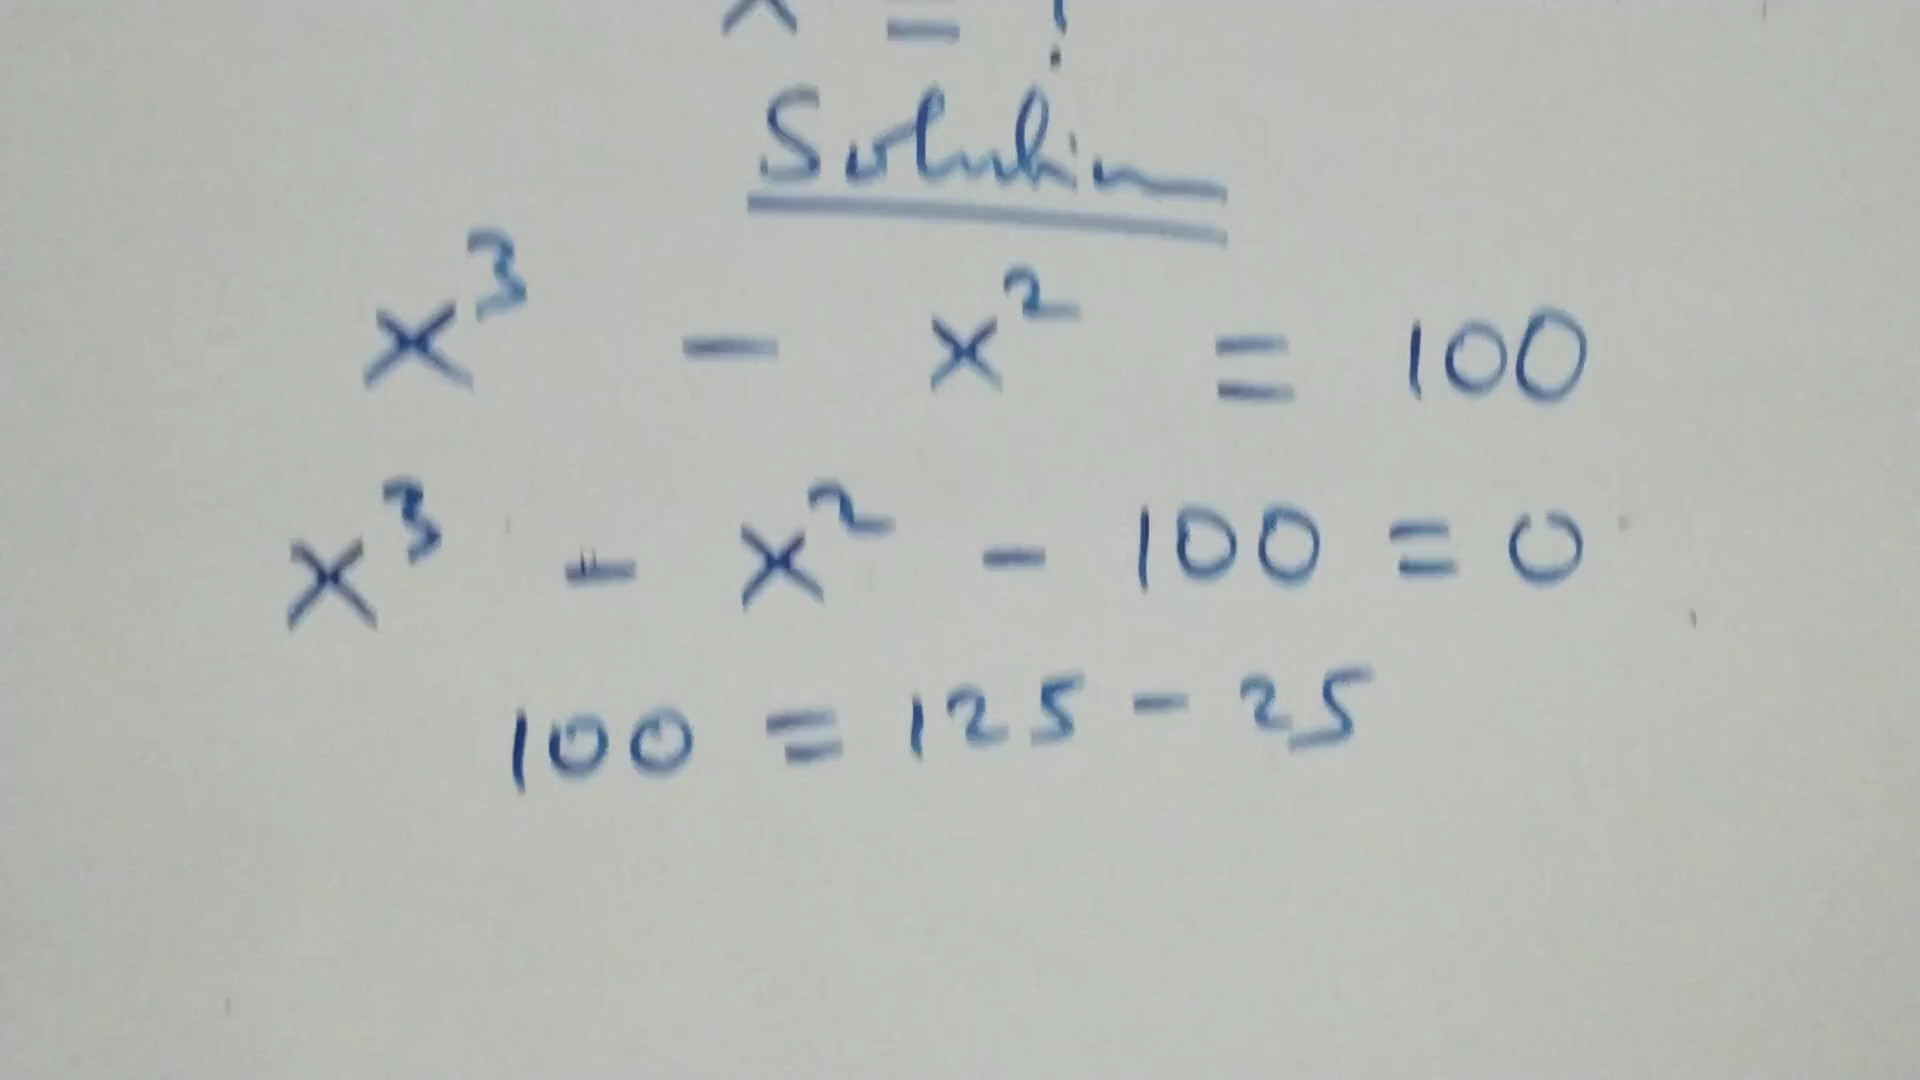 x = ?
Solution
x³ - x² = 100
x³ - x² - 100 = 0
100 = 125 - 25